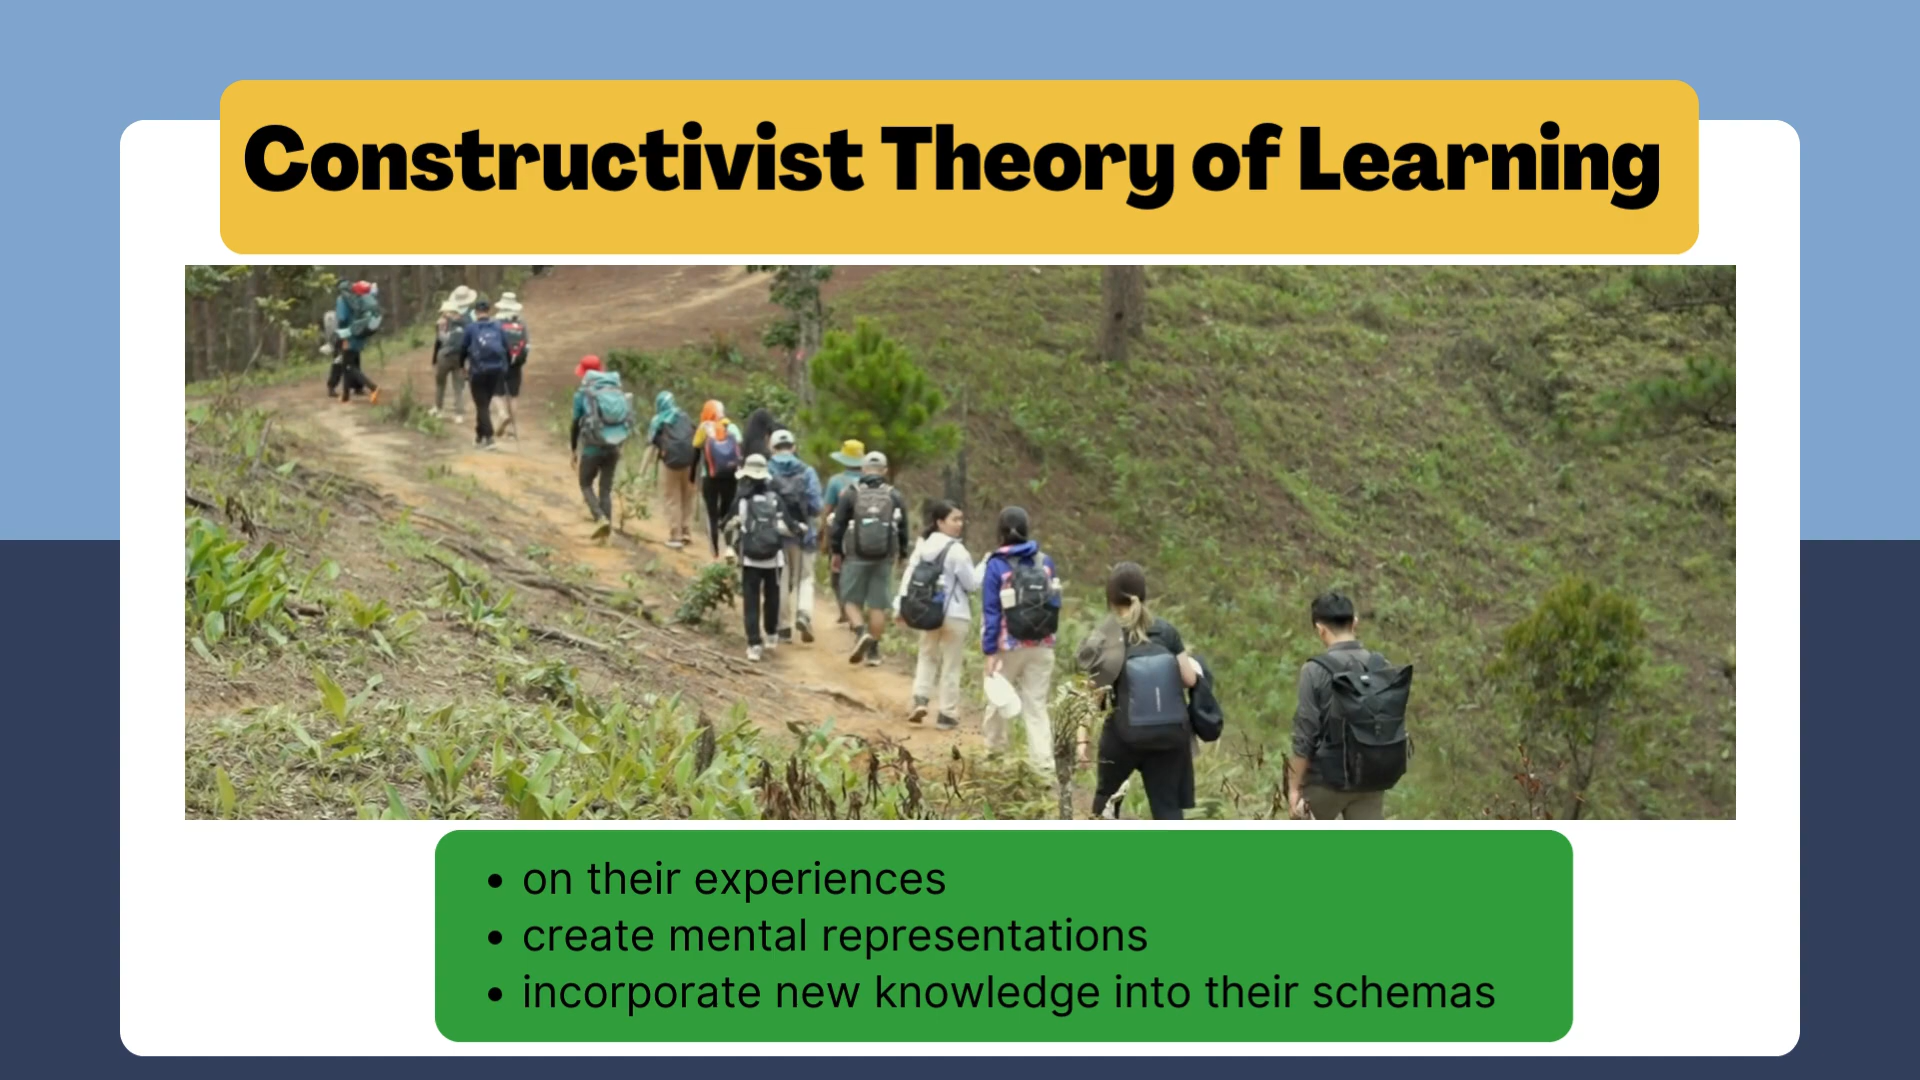 Constructivist Theory of Learning
• on their experiences
• create mental representations
• incorporate new knowledge into their schemas